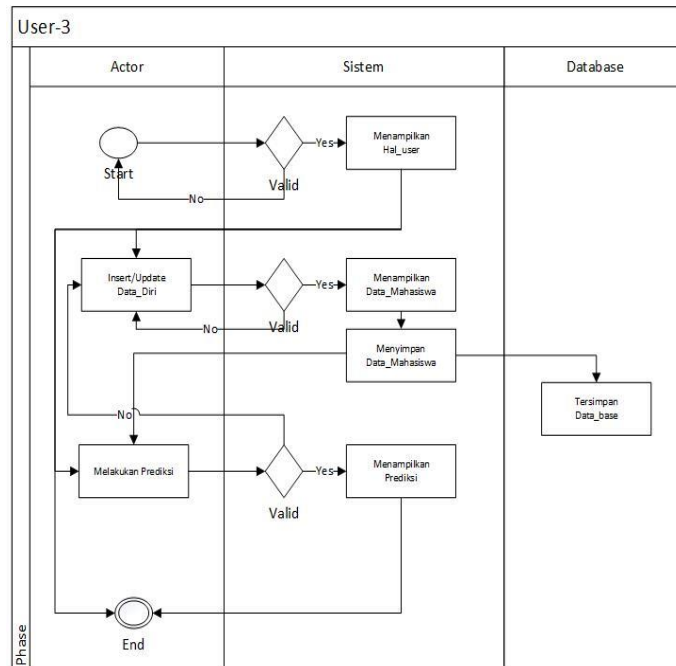 User-3
Actor
Sistem
Database
Start
Yes
Menampilkan
Hal_user
Valid
No
Insert/Update
Data_Diri
Yes
Menampilkan
Data_Mahasiswa
Valid
No
Menyimpan
Data_Mahasiswa
Tersimpan
Data_base
No
Melakukan Prediksi
Yes
Menampilkan
Prediksi
Valid
End
Phase